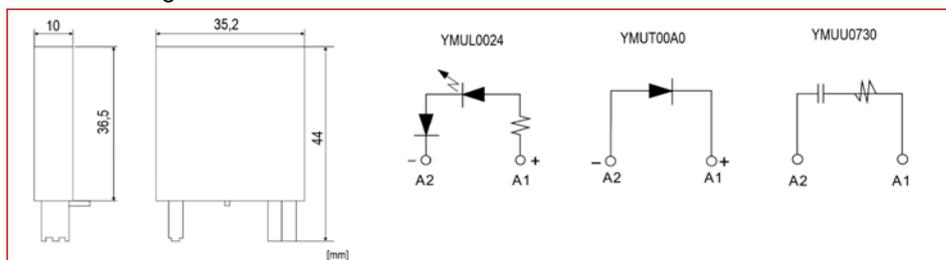 10
35,2
36,5
44
[mm]
YMUL0024
− A2
A1 +
YMUT00A0
− A2
A1 +
YMUU0730
A2
A1